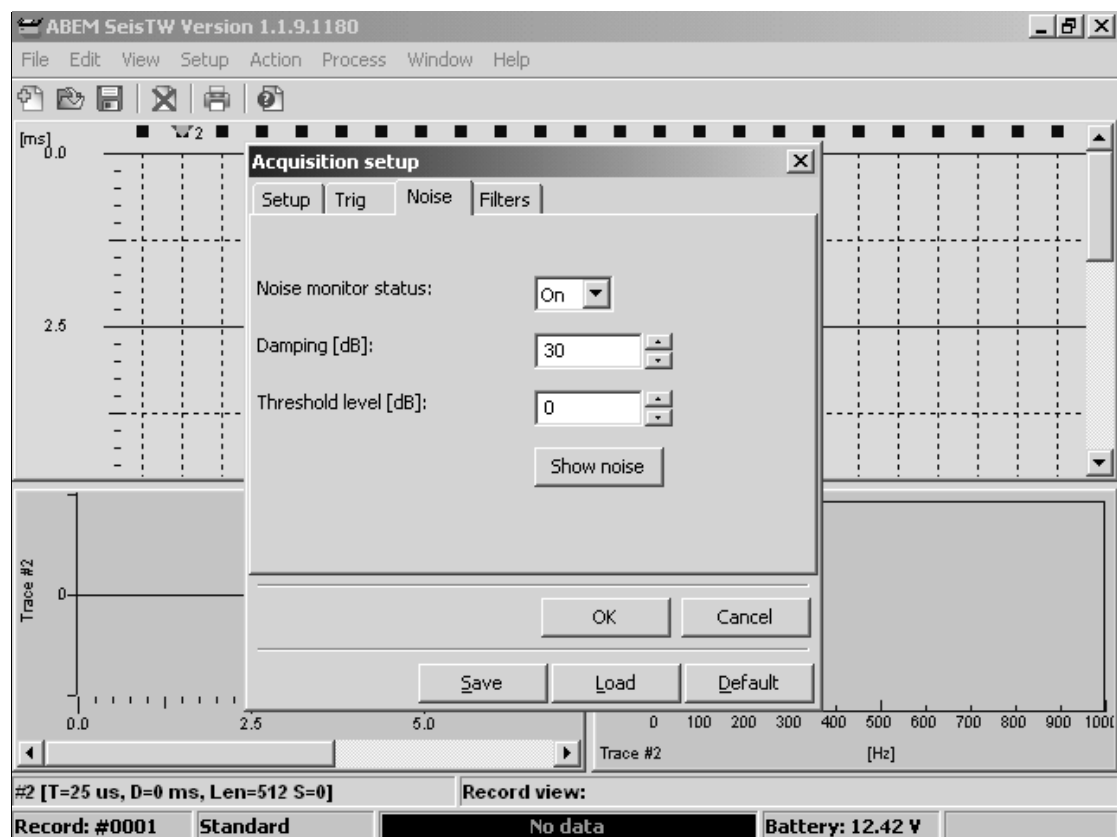 ABEM SeisTW Version 1.1.9.1180
File Edit View Setup Action Process Window Help
[ms]
2
0.0
2.5
Acquisition setup
Setup Trig Noise Filters
Noise monitor status: On
Damping [dB]: 30
Threshold level [dB]: 0
Show noise
OK Cancel
Save Load Default
Trace #2
0
0.0 2.5 5.0
0 100 200 300 400 500 600 700 800 900 100
Trace #2 [Hz]
#2 [T=25 us, D=0 ms, Len=512 S=0] Record view:
Record: #0001 Standard No data Battery: 12.42 V